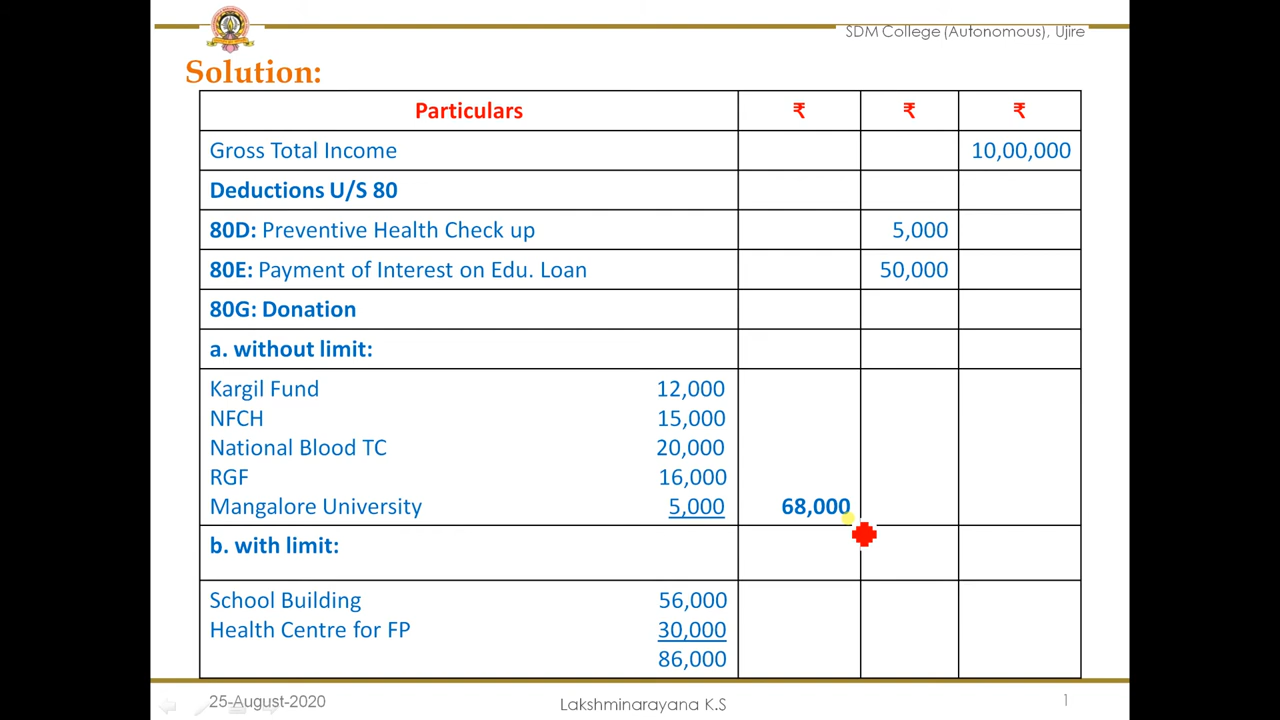 SDM College (Autonomous), Ujire
Solution:
Particulars ₹ ₹ ₹
Gross Total Income 10,00,000
Deductions U/S 80
80D: Preventive Health Check up 5,000
80E: Payment of Interest on Edu. Loan 50,000
80G: Donation
a. without limit:
Kargil Fund 12,000
NFCH 15,000
National Blood TC 20,000
RGF 16,000
Mangalore University 5,000 68,000
b. with limit:
School Building 56,000
Health Centre for FP 30,000
86,000
25-August-2020 Lakshminarayana K.S 1